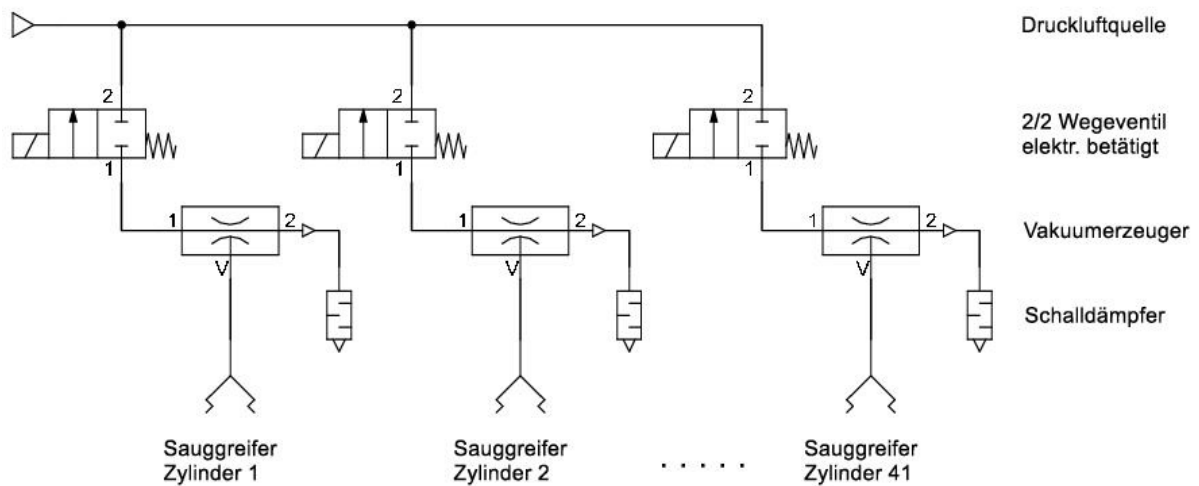 Druckluftquelle
2 2 2
2/2 Wegeventil
elektr. betätigt
1 1 1
1 2 1 2 1 2
Vakuumerzeuger
V V V
Schalldämpfer
Sauggreifer
Zylinder 1
Sauggreifer
Zylinder 2
. . . . .
Sauggreifer
Zylinder 41